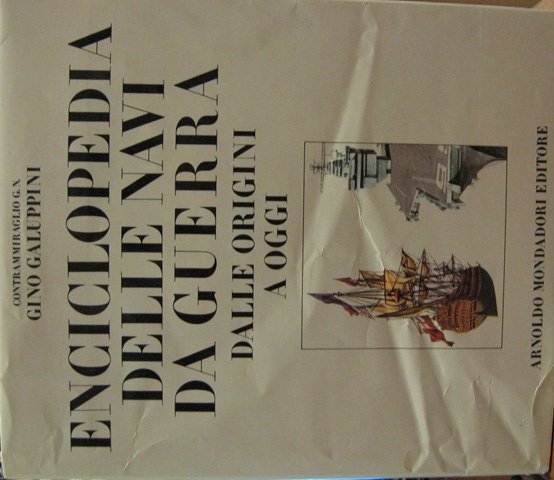 CONTRAMMIRAGLIO G.N.
GINO GALUPPINI
ENCICLOPEDIA
DELLE NAVI
DA GUERRA
DALLE ORIGINI
A OGGI
ARNOLDO MONDADORI EDITORE